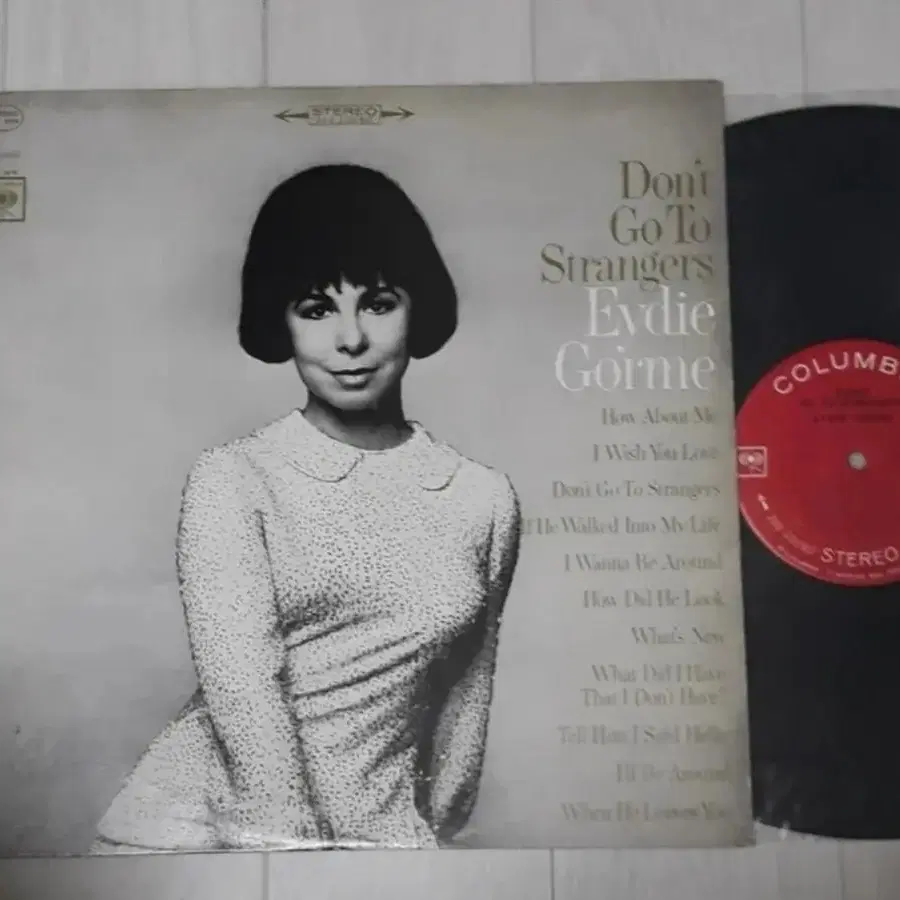 STEREO
Don't
Go To
Strangers
Eydie
Gorme
How About Me
I Wish You Love
Don't Go To Strangers
If He Walked Into My Life
I Wanna Be Around
How Did He Look
What's New
What Did I Have
That I Don't Have?
Tell Him I Said Hello
I'll Be Around
When He Leaves You
COLUMB
STEREO